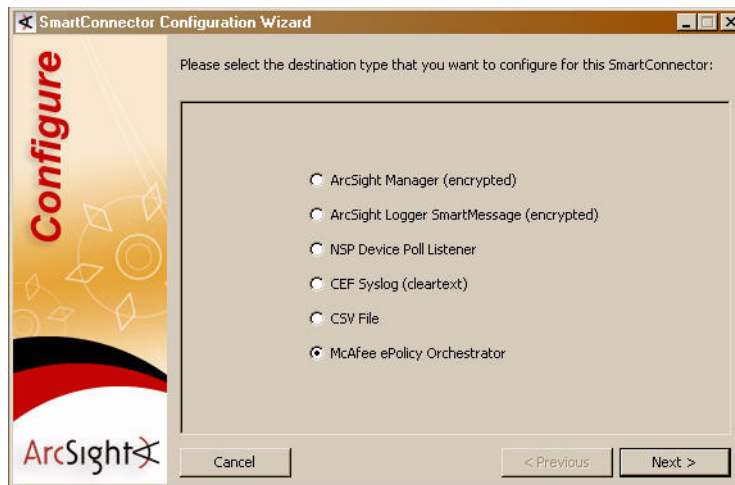 SmartConnector Configuration Wizard
Configure
Please select the destination type that you want to configure for this SmartConnector:
ArcSight Manager (encrypted)
ArcSight Logger SmartMessage (encrypted)
NSP Device Poll Listener
CEF Syslog (cleartext)
CSV File
McAfee ePolicy Orchestrator
ArcSight
Cancel
< Previous
Next >